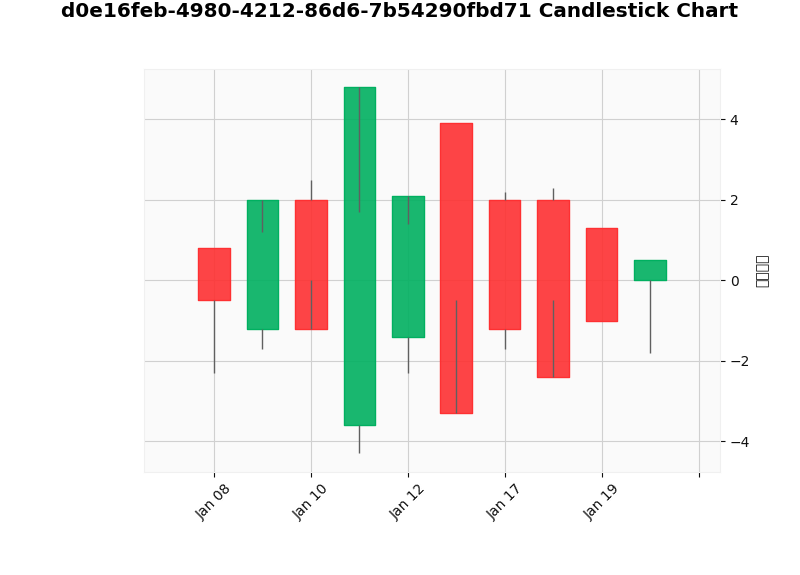 d0e16feb-4980-4212-86d6-7b54290fbd71 Candlestick Chart
4
2
0
−2
−4
Jan 08
Jan 10
Jan 12
Jan 17
Jan 19